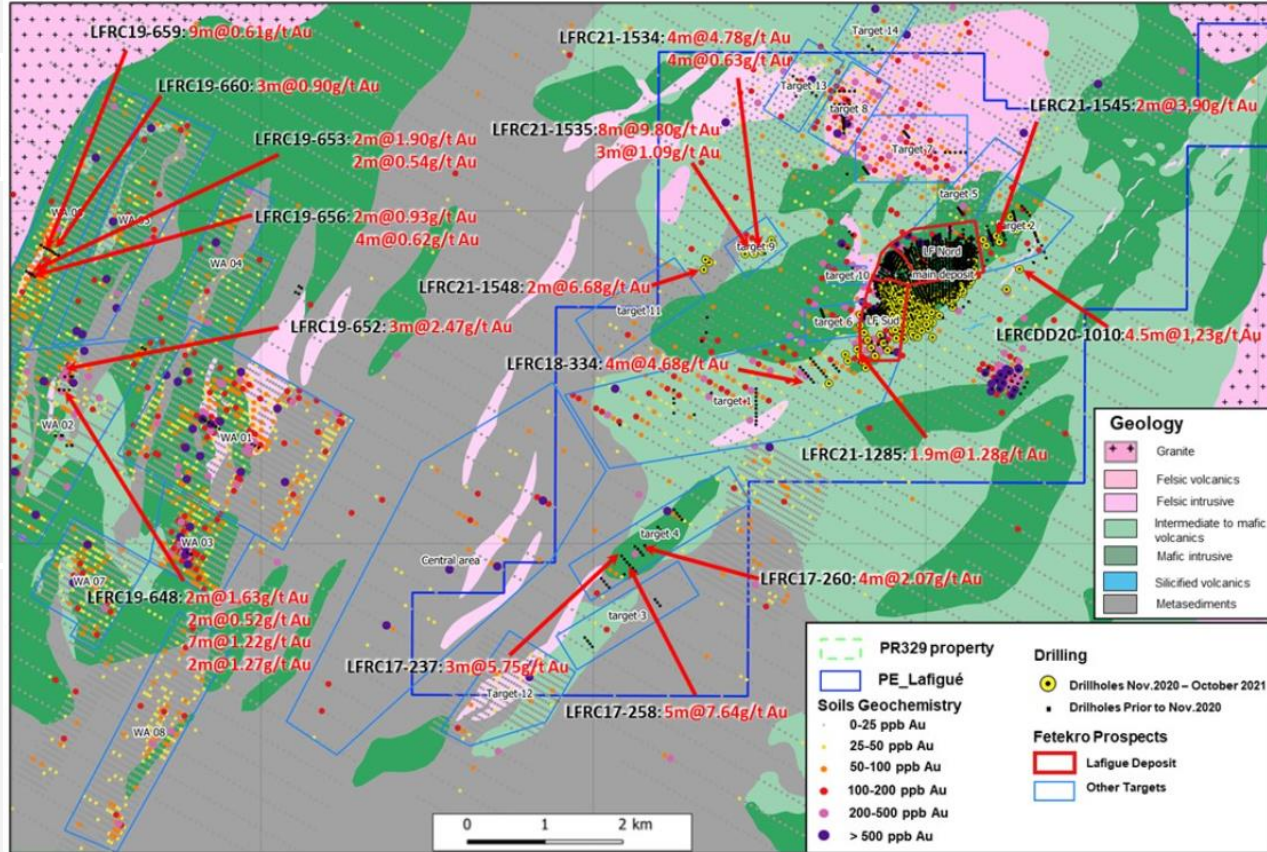 LFRC19-659: 9m@0.61g/t Au
LFRC19-660: 3m@0.90g/t Au
LFRC19-653: 2m@1.90g/t Au
2m@0.54g/t Au
LFRC19-656: 2m@0.93g/t Au
4m@0.62g/t Au
LFRC19-652: 3m@2.47g/t Au
LFRC19-648: 2m@1.63g/t Au
2m@0.52g/t Au
7m@1.22g/t Au
2m@1.27g/t Au
LFRC21-1534: 4m@4.78g/t Au
4m@0.63g/t Au
LFRC21-1535: 8m@9.80g/t Au
3m@1.09g/t Au
LFRC21-1548: 2m@6.68g/t Au
LFRC18-334: 4m@4.68g/t Au
LFRC21-1545: 2m@3.90g/t Au
LFRCDD20-1010: 4.5m@1,23g/t Au
LFRC21-1285: 1.9m@1.28g/t Au
LFRC17-260: 4m@2.07g/t Au
LFRC17-237: 3m@5.75g/t Au
LFRC17-258: 5m@7.64g/t Au
WA 04
WA 02
WA 01
WA 03
WA 07
WA 08
Central area
Target 14
Target 13
target 8
Target 7
target 5
target 2
target 9
target 10
LF Nord
main deposit
target 11
target 6
LF Sud
target 1
target 4
target 3
Target 12
Geology
Granite
Felsic volcanics
Felsic intrusive
Intermediate to mafic
volcanics
Mafic intrusive
Silicified volcanics
Metasediments
PR329 property
PE_Lafigué
Soils Geochemistry
0-25 ppb Au
25-50 ppb Au
50-100 ppb Au
100-200 ppb Au
200-500 ppb Au
> 500 ppb Au
Drilling
Drillholes Nov.2020 – October 2021
Drilholes Prior to Nov.2020
Fetekro Prospects
Lafigue Deposit
Other Targets
0 1 2 km